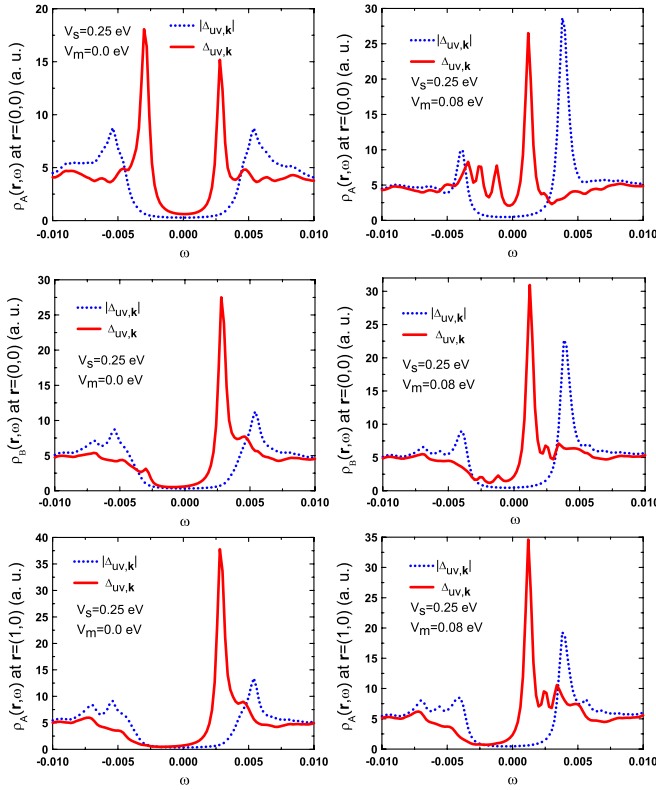 20
15
10
5
0
-0.010 -0.005 0.000 0.005 0.010
ω
ρA(r,ω) at r=(0,0) (a. u.)
Vs=0.25 eV
Vm=0.0 eV
|Δuv,k|
Δuv,k
30
25
20
15
10
5
0
-0.010 -0.005 0.000 0.005 0.010
ω
ρA(r,ω) at r=(0,0) (a. u.)
|Δuv,k|
Δuv,k
Vs=0.25 eV
Vm=0.08 eV
30
25
20
15
10
5
0
-0.010 -0.005 0.000 0.005 0.010
ω
ρB(r,ω) at r=(0,0) (a. u.)
|Δuv,k|
Δuv,k
Vs=0.25 eV
Vm=0.0 eV
30
25
20
15
10
5
0
-0.010 -0.005 0.000 0.005 0.010
ω
ρB(r,ω) at r=(0,0) (a. u.)
|Δuv,k|
Δuv,k
Vs=0.25 eV
Vm=0.08 eV
40
35
30
25
20
15
10
5
0
-0.010 -0.005 0.000 0.005 0.010
ω
ρA(r,ω) at r=(1,0) (a. u.)
|Δuv,k|
Δuv,k
Vs=0.25 eV
Vm=0.0 eV
35
30
25
20
15
10
5
0
-0.010 -0.005 0.000 0.005 0.010
ω
ρA(r,ω) at r=(1,0) (a. u.)
|Δuv,k|
Δuv,k
Vs=0.25 eV
Vm=0.08 eV